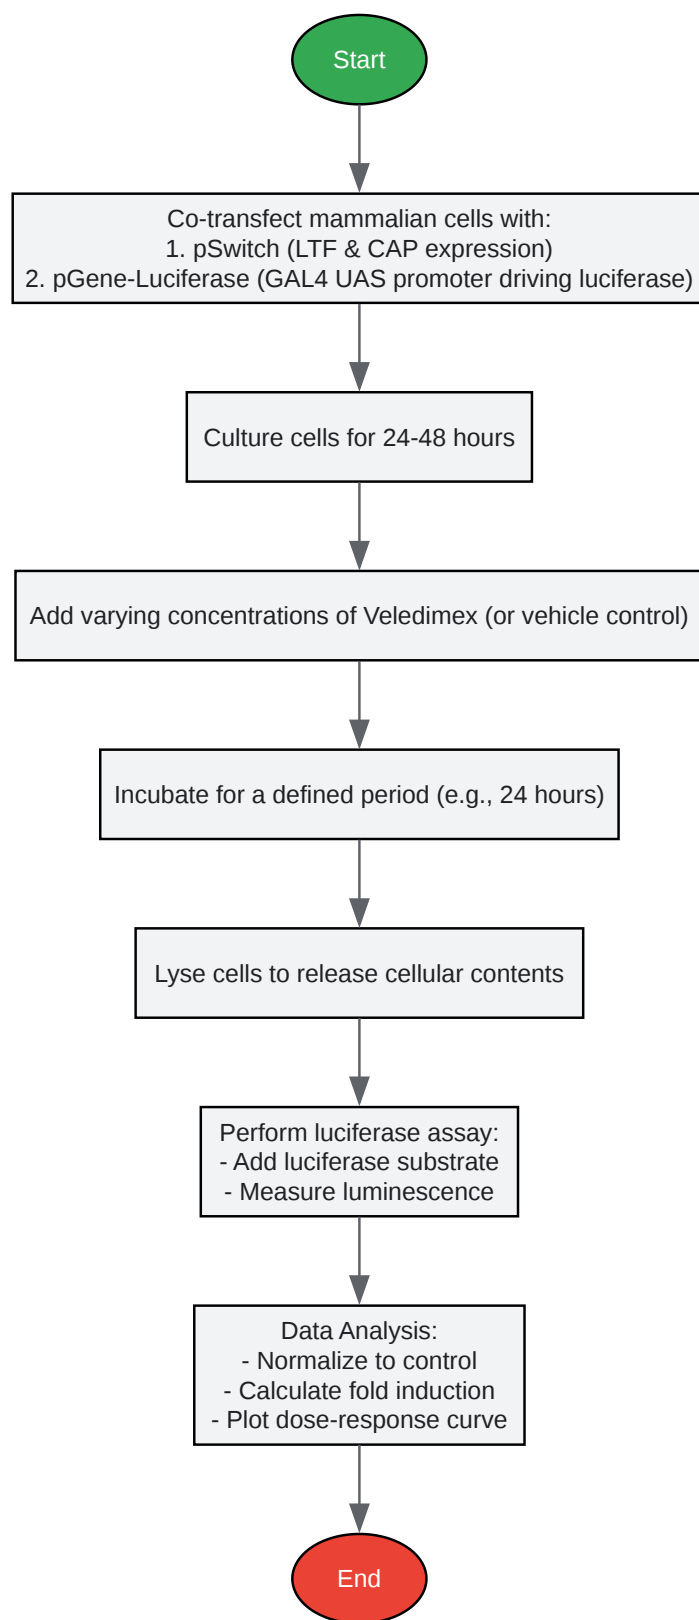 Start
Co-transfect mammalian cells with:
1. pSwitch (LTF & CAP expression)
2. pGene-Luciferase (GAL4 UAS promoter driving luciferase)
Culture cells for 24-48 hours
Add varying concentrations of Veledimex (or vehicle control)
Incubate for a defined period (e.g., 24 hours)
Lyse cells to release cellular contents
Perform luciferase assay:
- Add luciferase substrate
- Measure luminescence
Data Analysis:
- Normalize to control
- Calculate fold induction
- Plot dose-response curve
End